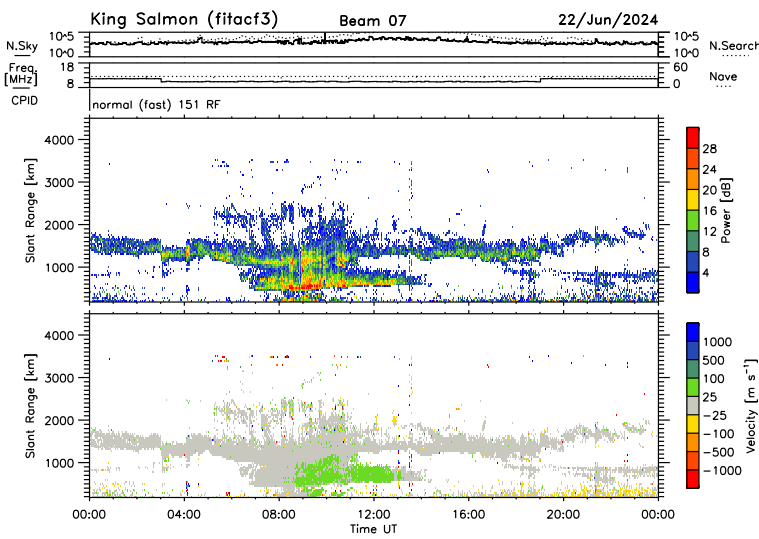 King Salmon (fitacf3) Beam 07 22/Jun/2024
N.Sky 10^5 10^0 10^5 10^0 N.Search
Freq. [MHz] 18 8 60 0 Nave
CPID normal (fast) 151 RF
Slant Range [km] 4000 3000 2000 1000
28 24 20 16 12 8 4 Power [dB]
Slant Range [km] 4000 3000 2000 1000
1000 500 100 25 −25 −100 −500 −1000 Velocity [m s⁻¹]
00:00 04:00 08:00 12:00 16:00 20:00 00:00
Time UT